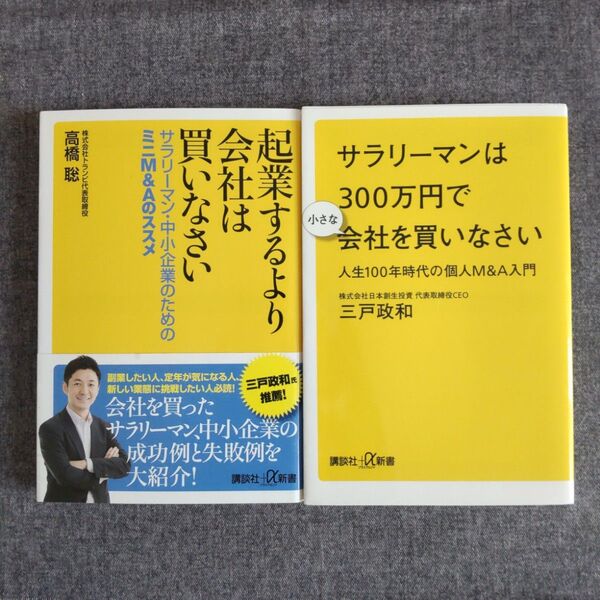 起業するより
会社は
買いなさい
サラリーマン・中小企業のための
ミニM&Aのススメ
株式会社トランビ代表取締役
高橋 聡
副業したい人、定年が気になる人、
新しい業態に挑戦したい人必読!
三戸政和氏
推薦!
会社を買った
サラリーマン、中小企業の
成功例と失敗例を
大紹介!
講談社+α新書
サラリーマンは
300万円で
小さな
会社を買いなさい
人生100年時代の個人M&A入門
株式会社日本創生投資 代表取締役CEO
三戸政和
講談社+α新書